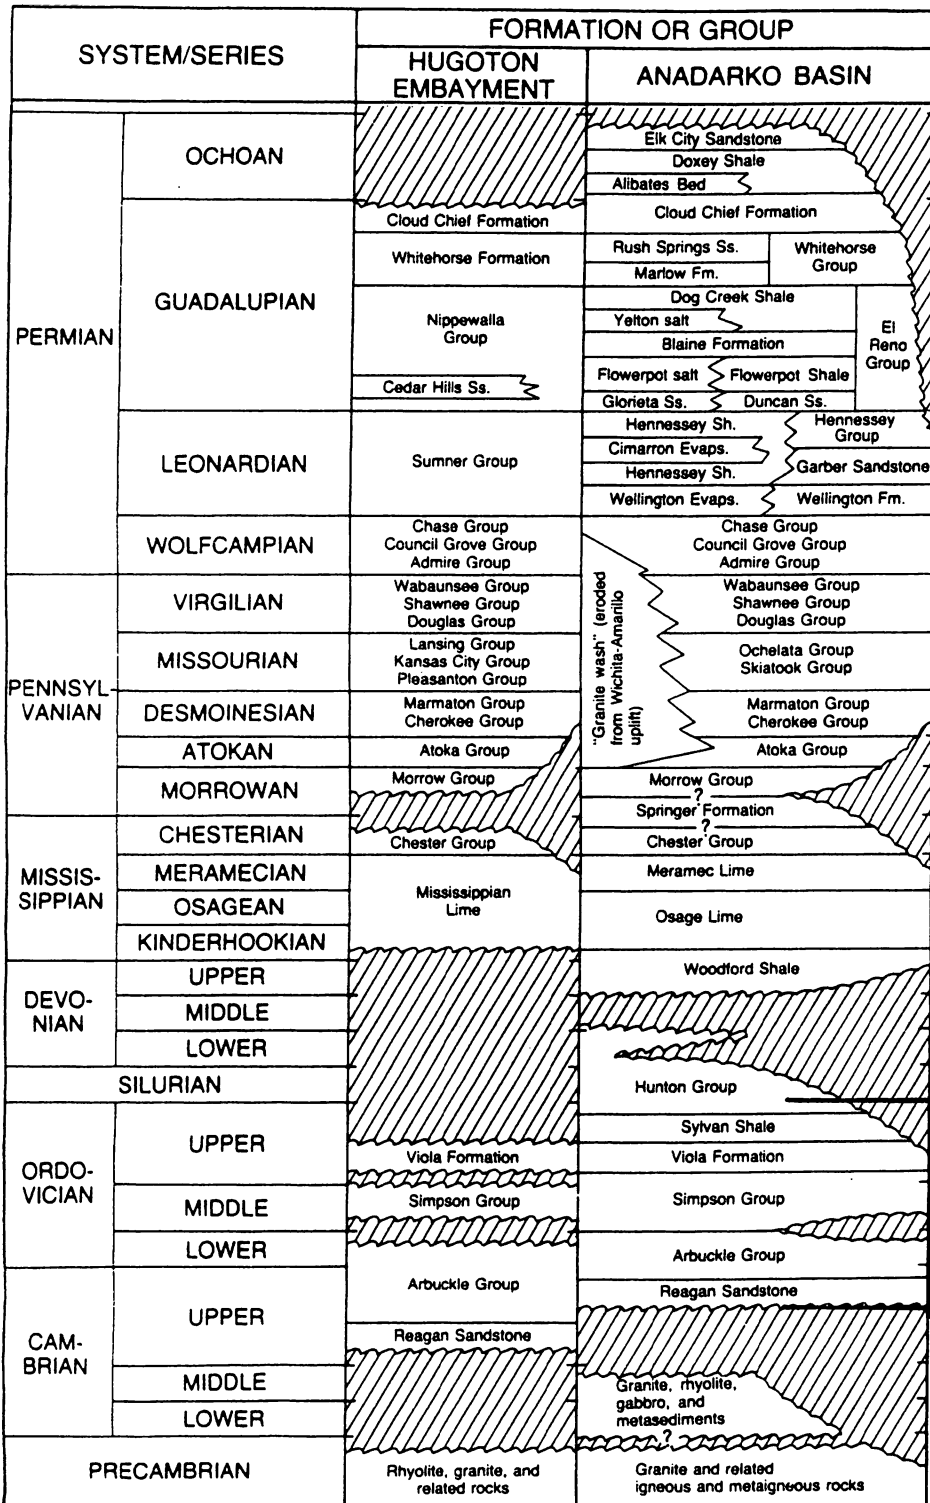 SYSTEM/SERIES
FORMATION OR GROUP
HUGOTON
EMBAYMENT
ANADARKO BASIN
PERMIAN
OCHOAN
Elk City Sandstone
Doxey Shale
Alibates Bed
GUADALUPIAN
Cloud Chief Formation
Cloud Chief Formation
Whitehorse Formation
Rush Springs Ss.
Marlow Fm.
Whitehorse
Group
Nippewalla
Group
Cedar Hills Ss.
Dog Creek Shale
Yelton salt
Blaine Formation
Flowerpot salt
Flowerpot Shale
Glorieta Ss.
Duncan Ss.
El
Reno
Group
LEONARDIAN
Sumner Group
Hennessey Sh.
Cimarron Evaps.
Hennessey Sh.
Wellington Evaps.
Hennessey
Group
Garber Sandstone
Wellington Fm.
WOLFCAMPIAN
Chase Group
Council Grove Group
Admire Group
Chase Group
Council Grove Group
Admire Group
"Granite wash" (eroded
from Wichita-Amarillo
uplift)
PENNSYL-
VANIAN
VIRGILIAN
Wabaunsee Group
Shawnee Group
Douglas Group
Wabaunsee Group
Shawnee Group
Douglas Group
MISSOURIAN
Lansing Group
Kansas City Group
Pleasanton Group
Ochelata Group
Skiatook Group
DESMOINESIAN
Marmaton Group
Cherokee Group
Marmaton Group
Cherokee Group
ATOKAN
Atoka Group
Atoka Group
MORROWAN
Morrow Group
Morrow Group
?
Springer Formation
?
MISSIS-
SIPPIAN
CHESTERIAN
Chester Group
Chester Group
MERAMECIAN
Meramec Lime
OSAGEAN
Mississippian
Lime
Osage Lime
KINDERHOOKIAN
DEVO-
NIAN
UPPER
Woodford Shale
MIDDLE
LOWER
SILURIAN
Hunton Group
ORDO-
VICIAN
UPPER
Sylvan Shale
Viola Formation
Viola Formation
MIDDLE
Simpson Group
Simpson Group
LOWER
Arbuckle Group
Arbuckle Group
CAM-
BRIAN
UPPER
Reagan Sandstone
Reagan Sandstone
MIDDLE
LOWER
Granite, rhyolite,
gabbro, and
metasediments
?
PRECAMBRIAN
Rhyolite, granite, and
related rocks
Granite and related
igneous and metaigneous rocks